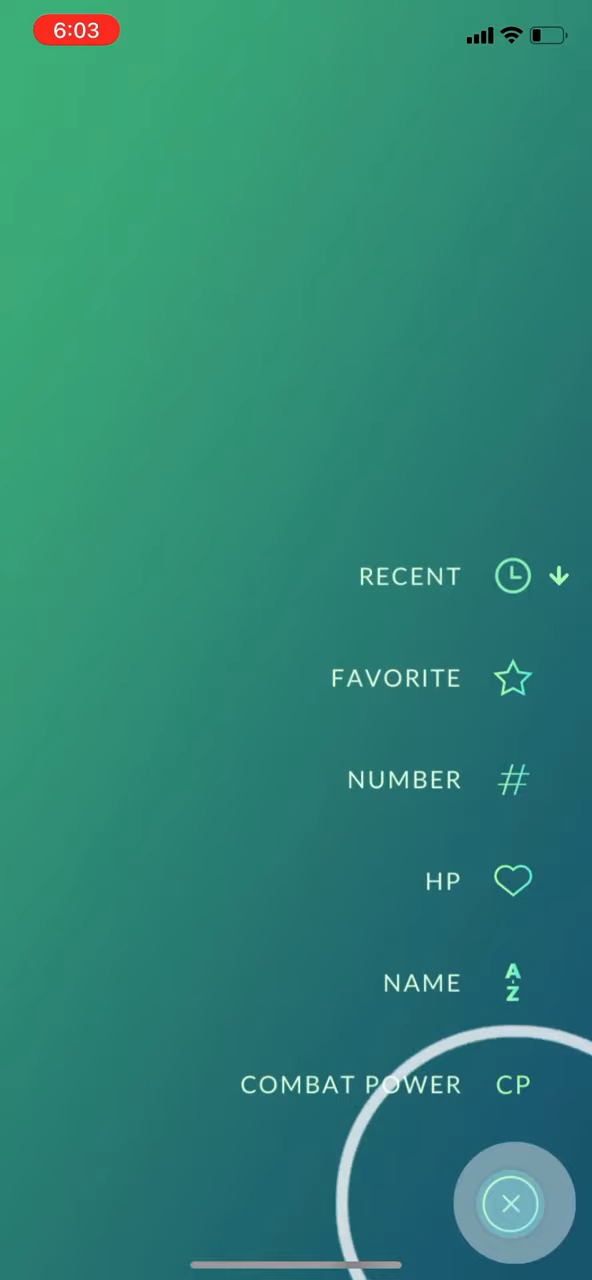 6:03
RECENT
FAVORITE
NUMBER #
HP
NAME A-Z
COMBAT POWER CP